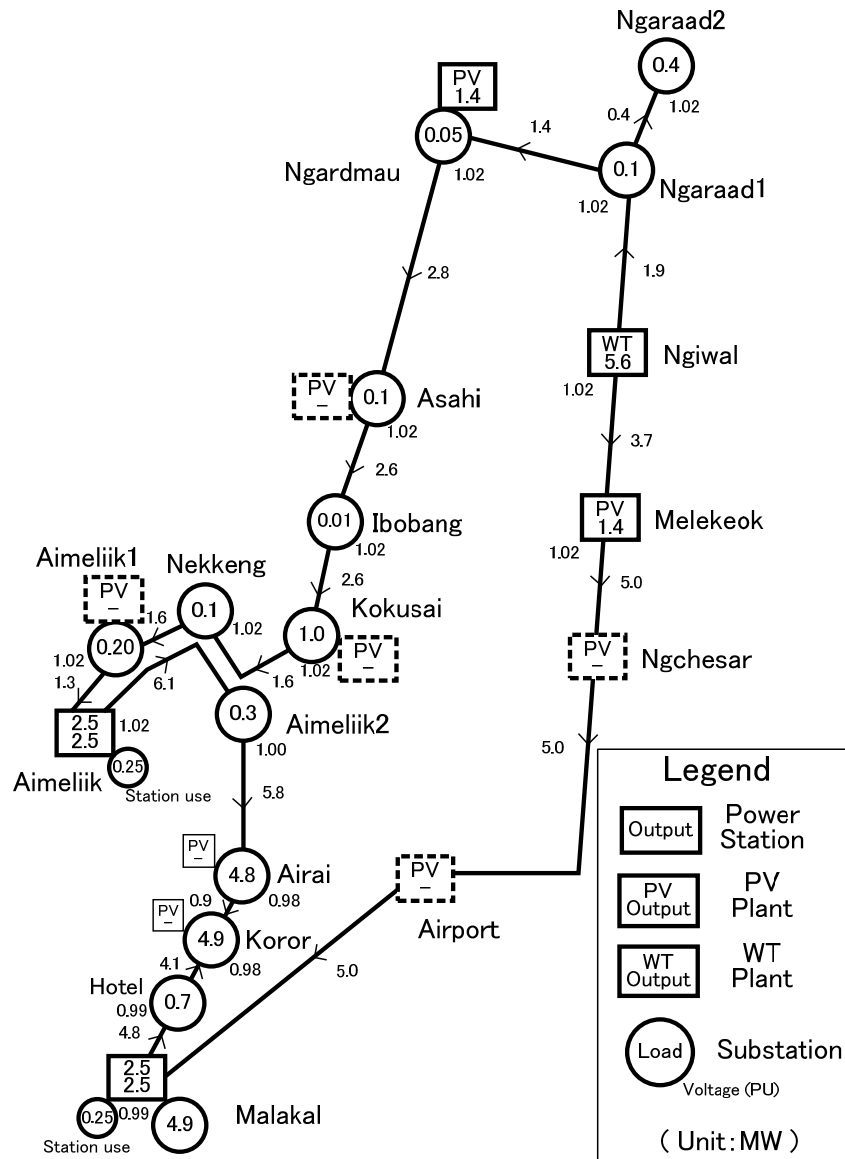 Ngaraad2
0.4
1.02
0.4
PV
1.4
0.05
1.02
Ngardmau
1.4
0.1
1.02
Ngaraad1
2.8
1.9
WT
5.6
1.02
Ngiwal
PV
–
0.1
Asahi
1.02
3.7
2.6
PV
1.4
1.02
Melekeok
0.01
Ibobang
1.02
5.0
Aimeliik1
PV
–
Nekkeng
0.1
1.02
1.6
2.6
Kokusai
1.0
1.02
PV
–
PV
–
Ngchesar
0.20
1.02
1.3
6.1
1.6
2.5
2.5
1.02
0.3
Aimeliik2
1.00
Aimeliik
0.25
Station use
5.0
5.8
PV
–
4.8
Airai
0.98
0.9
PV
–
4.9
Koror
0.98
4.1
PV
–
Airport
5.0
Hotel
0.7
0.99
4.8
2.5
2.5
0.25
0.99
4.9
Malakal
Station use
Legend
Output
Power
Station
PV
Output
PV
Plant
WT
Output
WT
Plant
Load
Substation
Voltage (PU)
( Unit:MW )